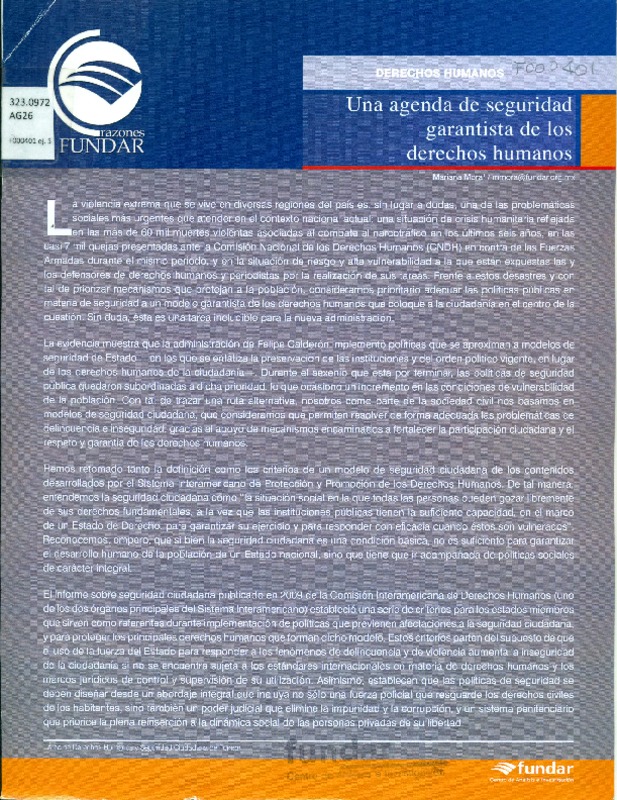 DERECHOS HUMANOS
323.0972
AG26
razones
FUNDAR
Una agenda de seguridad
garantista de los
derechos humanos
Mariana Mora¹ / mmora@fundar.org.mx
La violencia extrema que se vive en diversas regiones del país es, sin lugar a dudas, una de las problemáticas
sociales más urgentes que atender en el contexto nacional actual; una situación de crisis humanitaria reflejada
en las más de 60 mil muertes violentas asociadas al combate al narcotráfico en los últimos seis años, en las
casi 7 mil quejas presentadas ante la Comisión Nacional de los Derechos Humanos (CNDH) en contra de las Fuerzas
Armadas durante el mismo periodo, y en la situación de riesgo y alta vulnerabilidad a la que están expuestas las y
los defensores de derechos humanos y periodistas por la realización de sus tareas. Frente a estos desastres y con
tal de priorizar mecanismos que protejan a la población, consideramos prioritario adecuar las políticas públicas en
materia de seguridad a un modelo garantista de los derechos humanos que coloque a la ciudadanía en el centro de la
cuestión. Sin duda, ésta es una tarea ineludible para la nueva administración.
La evidencia muestra que la administración de Felipe Calderón, implementó políticas que se aproximan a modelos de
seguridad de Estado —en los que se enfatiza la preservación de las instituciones y del orden político vigente, en lugar
de los derechos humanos de la ciudadanía—. Durante el sexenio que está por terminar, las políticas de seguridad
pública quedaron subordinadas a dicha prioridad, lo que ocasionó un incremento en las condiciones de vulnerabilidad
de la población. Con tal de trazar una ruta alternativa, nosotros como parte de la sociedad civil nos basamos en
modelos de seguridad ciudadana, que consideramos que permiten resolver de forma adecuada las problemáticas de
delincuencia e inseguridad, gracias al apoyo de mecanismos encaminados a fortalecer la participación ciudadana y el
respeto y garantía de los derechos humanos.
Hemos retomado tanto la definición como los criterios de un modelo de seguridad ciudadana de los contenidos
desarrollados por el Sistema Interamericano de Protección y Promoción de los Derechos Humanos. De tal manera,
entendemos la seguridad ciudadana como "la situación social en la que todas las personas pueden gozar libremente
de sus derechos fundamentales, a la vez que las instituciones públicas tienen la suficiente capacidad, en el marco
de un Estado de Derecho, para garantizar su ejercicio y para responder con eficacia cuando éstos son vulnerados".
Reconocemos, empero, que si bien la seguridad ciudadana es una condición básica, no es suficiente para garantizar
el desarrollo humano de la población de un Estado nacional, sino que tiene que ir acompañada de políticas sociales
de carácter integral.
El informe sobre seguridad ciudadana publicado en 2009 de la Comisión Interamericana de Derechos Humanos (uno
de los dos órganos principales del Sistema Interamericano) estableció una serie de criterios para los estados miembros
que sirven como referentes durante implementación de políticas que previenen afectaciones a la seguridad ciudadana,
y para proteger los principales derechos humanos que forman dicho modelo. Estos criterios parten del supuesto de que
el uso de la fuerza del Estado para responder a los fenómenos de delincuencia y de violencia aumenta la inseguridad
de la ciudadanía si no se encuentra sujeta a los estándares internacionales en materia de derechos humanos y los
marcos jurídicos de control y supervisión de su utilización. Asimismo, establecen que las políticas de seguridad se
deben diseñar desde un abordaje integral que incluya no sólo una fuerza policial que resguarde los derechos civiles
de los habitantes, sino también un poder judicial que elimine la impunidad y la corrupción, y un sistema penitenciario
que priorice la plena reinserción a la dinámica social de las personas privadas de su libertad.
fundar
fundar
Centro de Análisis e Investigación